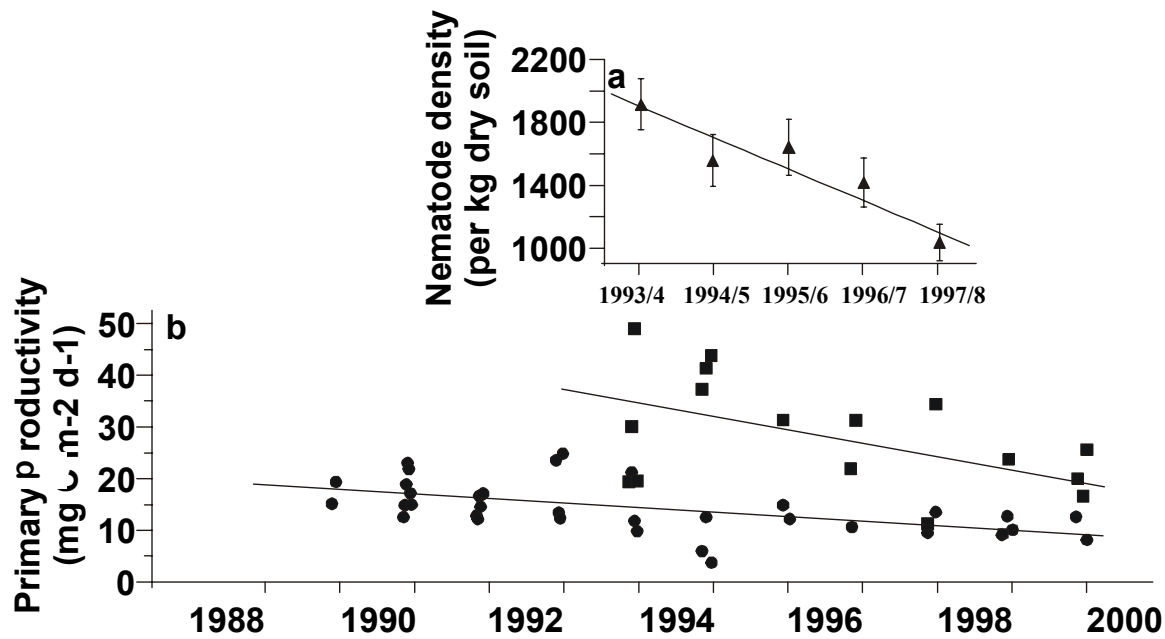 Nematode density
(per kg dry soil)
2200
1800
1400
1000
a
1993/4 1994/5 1995/6 1996/7 1997/8
Primary p roductivity
(mg C m-2 d-1)
50
40
30
20
10
0
b
1988 1990 1992 1994 1996 1998 2000